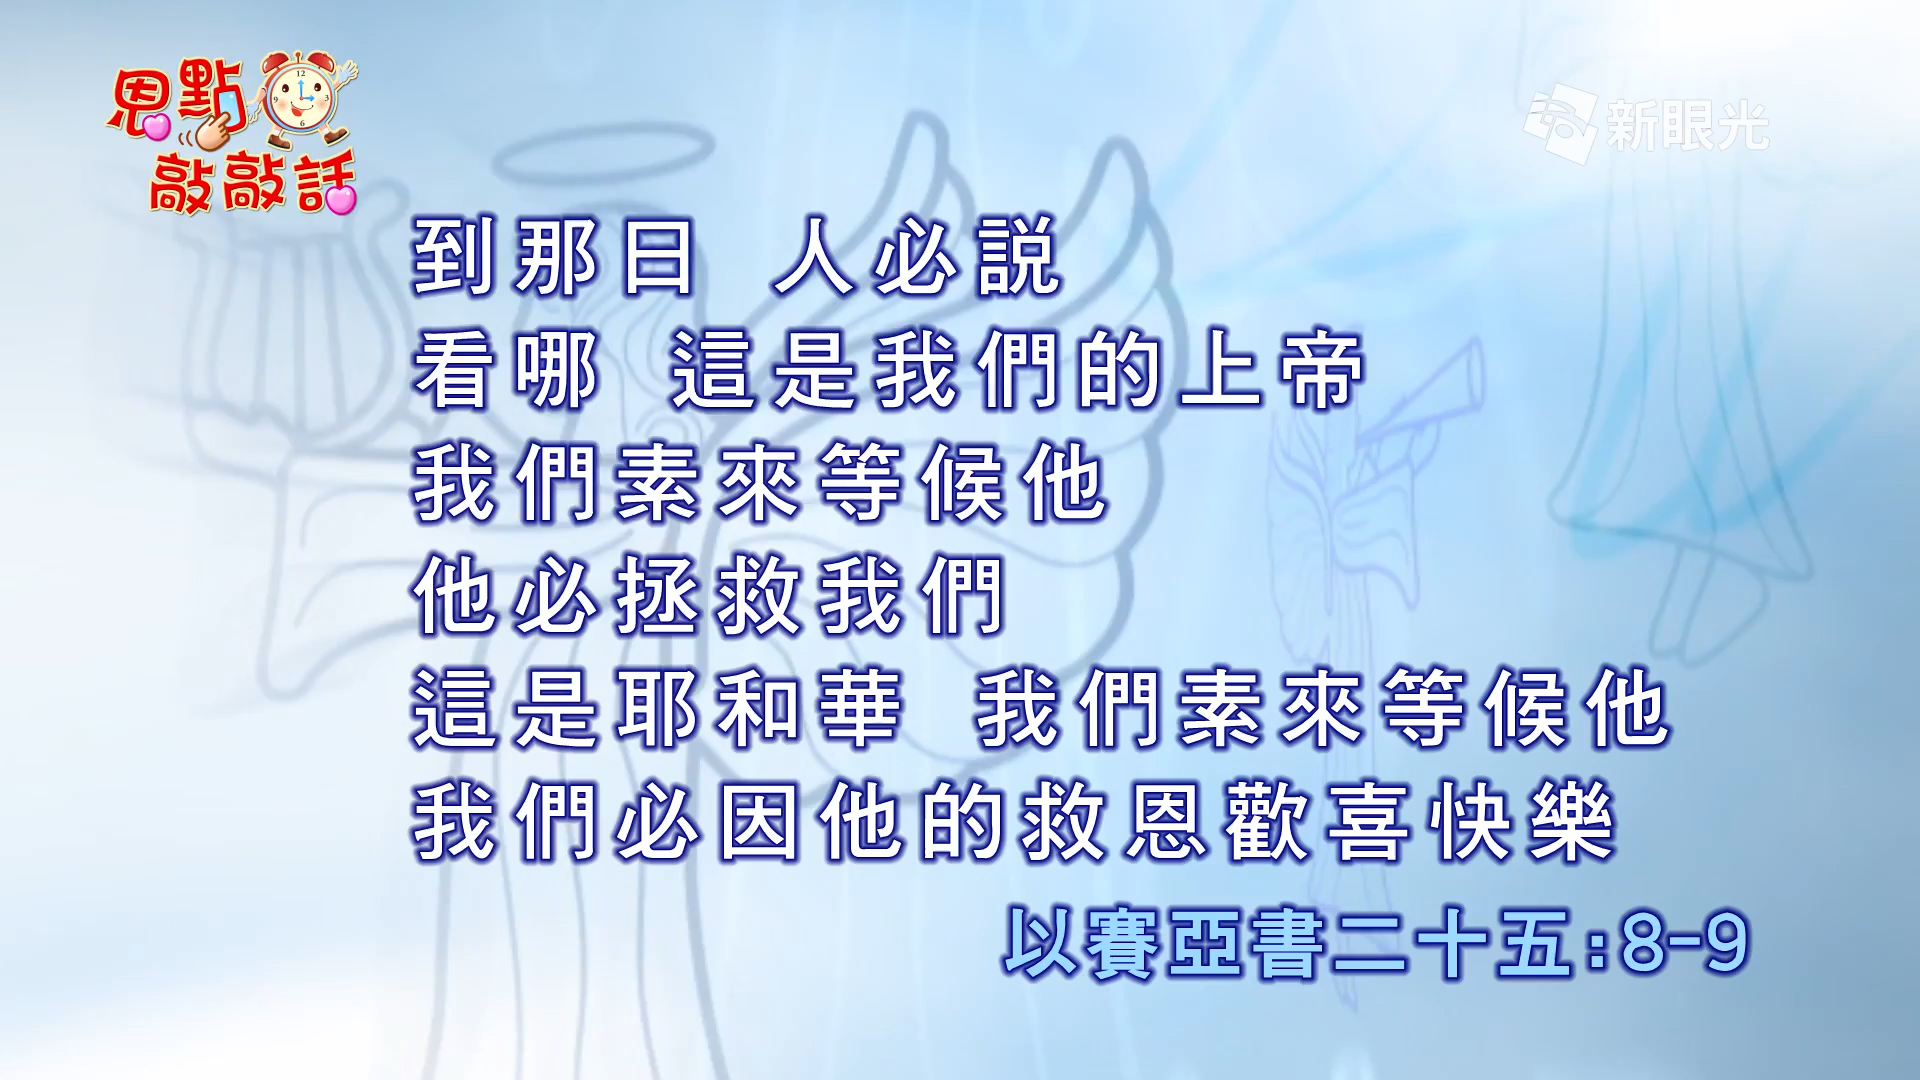 恩點
敲敲話
新眼光
到那日 人必説
看哪 這是我們的上帝
我們素來等候他
他必拯救我們
這是耶和華 我們素來等候他
我們必因他的救恩歡喜快樂
以賽亞書二十五:8-9